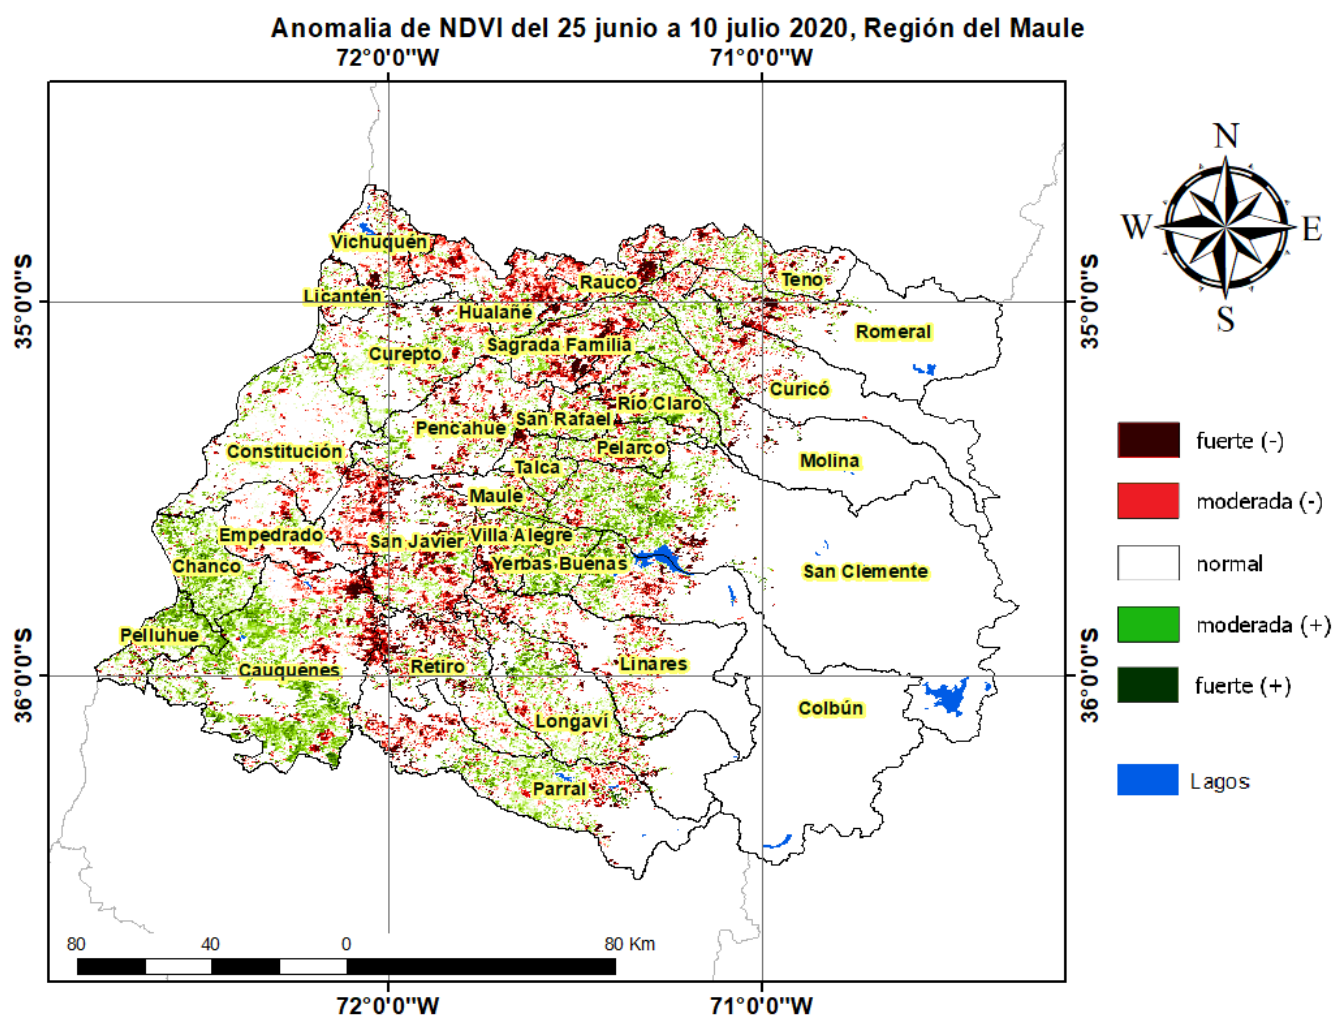 Anomalia de NDVI del 25 junio a 10 julio 2020, Región del Maule
72°0'0"W 71°0'0"W
N
W E
S
35°0'0"S 35°0'0"S
Vichuquén
Licantén
Rauco
Teno
Hualañe
Romeral
Curepto
Sagrada Familia
Curicó
Río Claro
San Rafael
Pencahue
Constitución
Pelarco
Molina
Talca
Maule
Empedrado
San Javier
Villa Alegre
Chanco
Yerbas Buenas
San Clemente
Pelluhue
Cauquenes
Retiro
Linares
Colbún
Longaví
Parral
36°0'0"S 36°0'0"S
fuerte (-)
moderada (-)
normal
moderada (+)
fuerte (+)
Lagos
80 40 0 80 Km
72°0'0"W 71°0'0"W